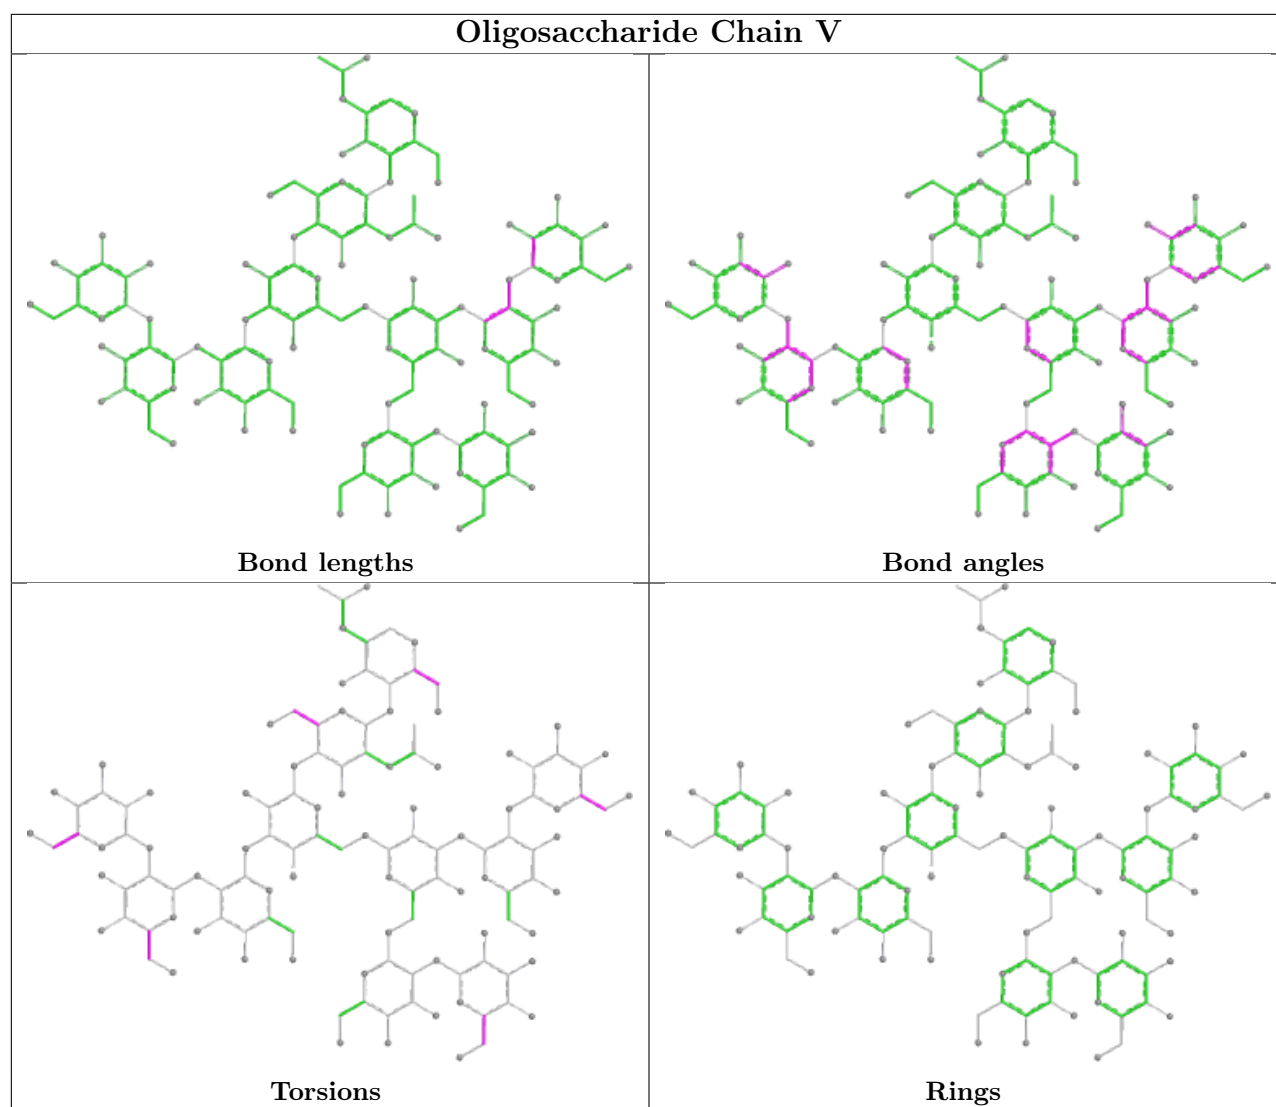 Oligosaccharide Chain V
Bond lengths
Bond angles
Torsions
Rings